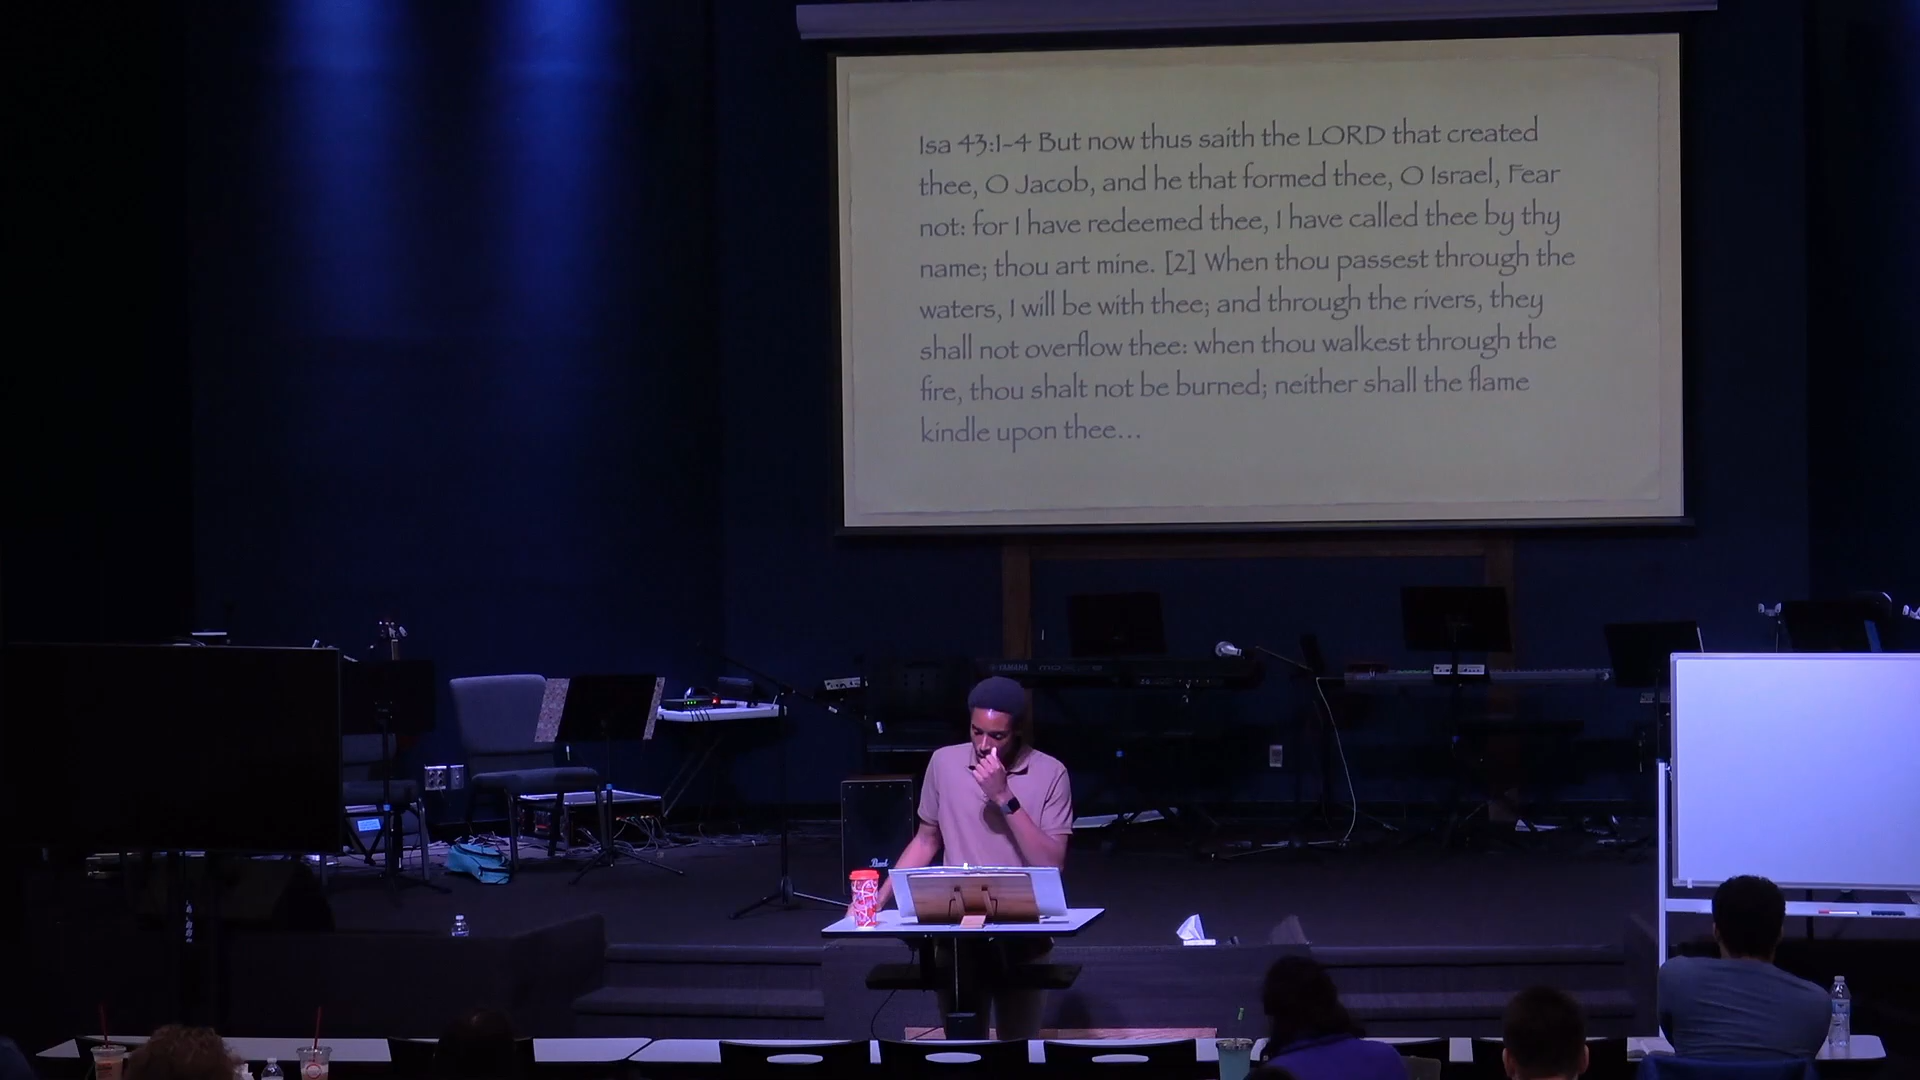 Isa 43:1-4 But now thus saith the LORD that created
thee, O Jacob, and he that formed thee, O Israel, Fear
not: for I have redeemed thee, I have called thee by thy
name; thou art mine. [2] When thou passest through the
waters, I will be with thee; and through the rivers, they
shall not overflow thee: when thou walkest through the
fire, thou shalt not be burned; neither shall the flame
kindle upon thee...
YAMAHA
Pearl